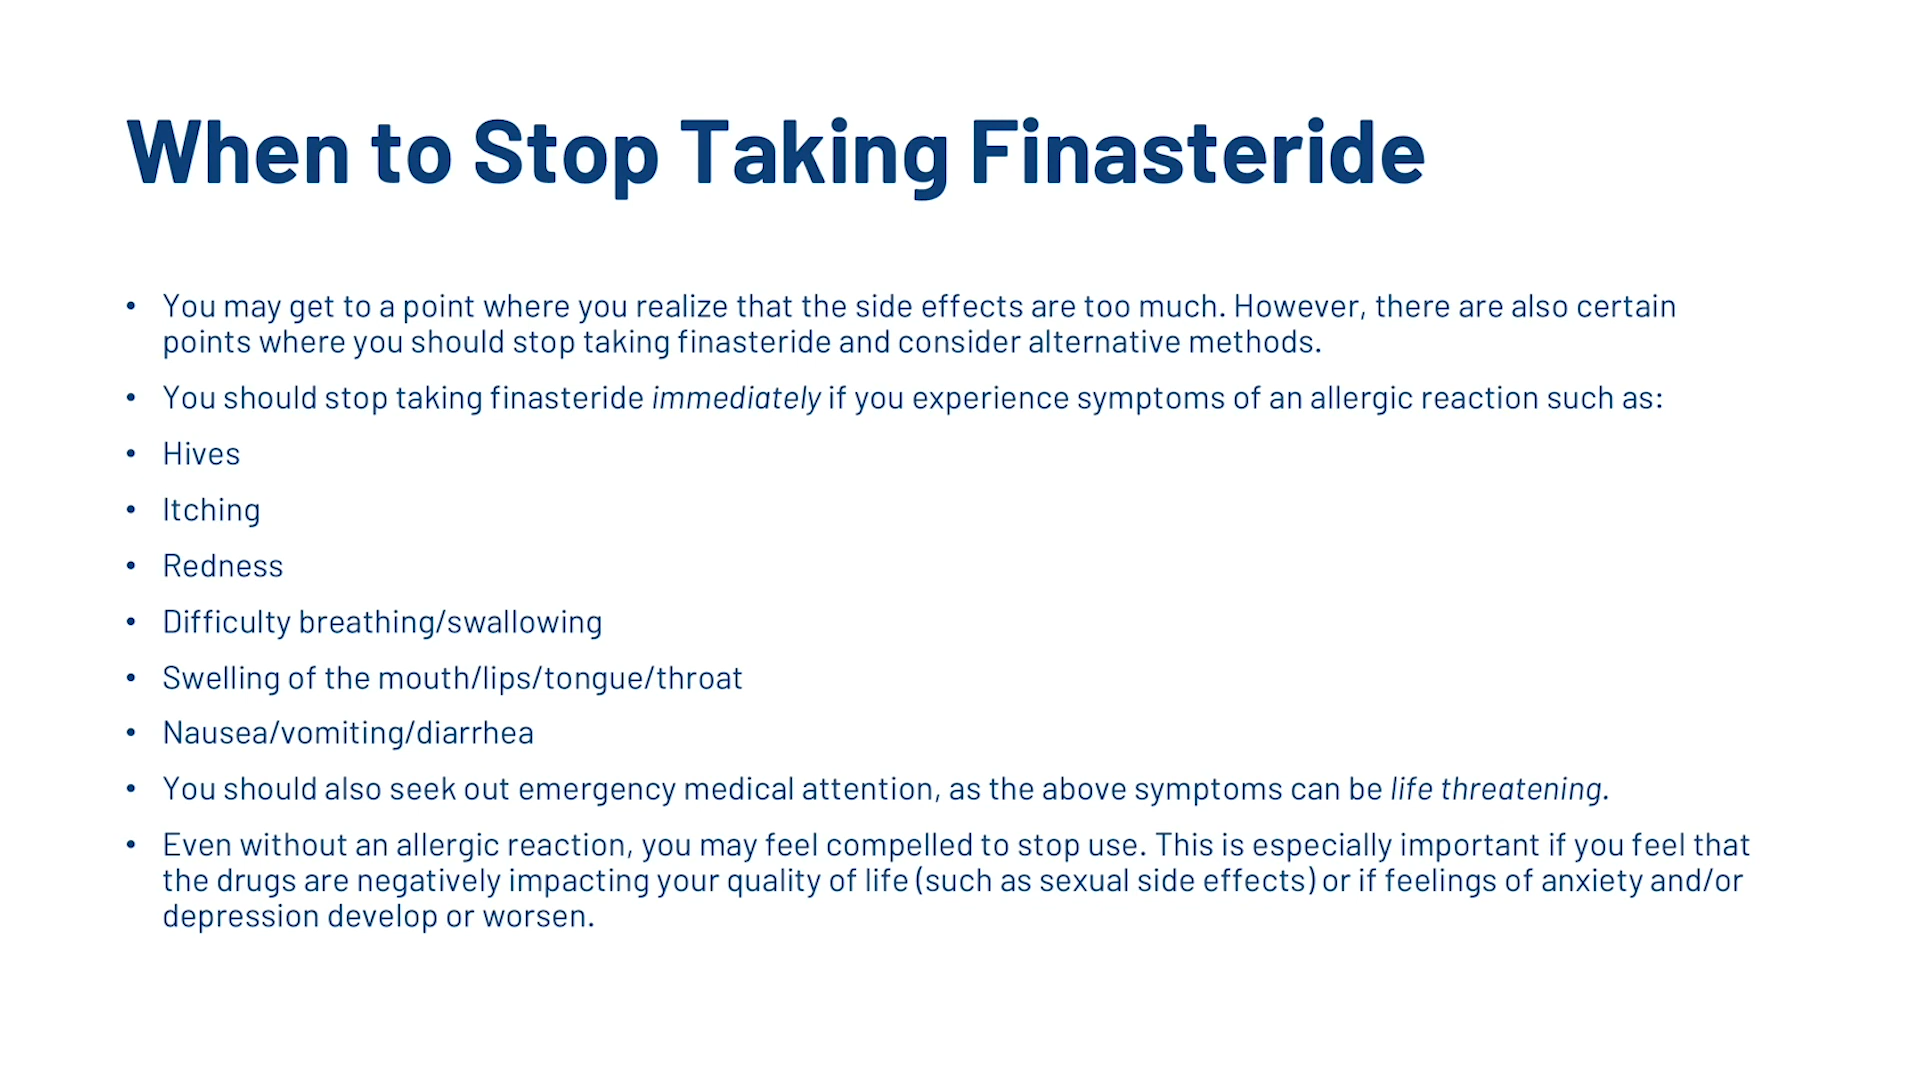 When to Stop Taking Finasteride
• You may get to a point where you realize that the side effects are too much. However, there are also certain
points where you should stop taking finasteride and consider alternative methods.
• You should stop taking finasteride immediately if you experience symptoms of an allergic reaction such as:
• Hives
• Itching
• Redness
• Difficulty breathing/swallowing
• Swelling of the mouth/lips/tongue/throat
• Nausea/vomiting/diarrhea
• You should also seek out emergency medical attention, as the above symptoms can be life threatening.
• Even without an allergic reaction, you may feel compelled to stop use. This is especially important if you feel that
the drugs are negatively impacting your quality of life (such as sexual side effects) or if feelings of anxiety and/or
depression develop or worsen.